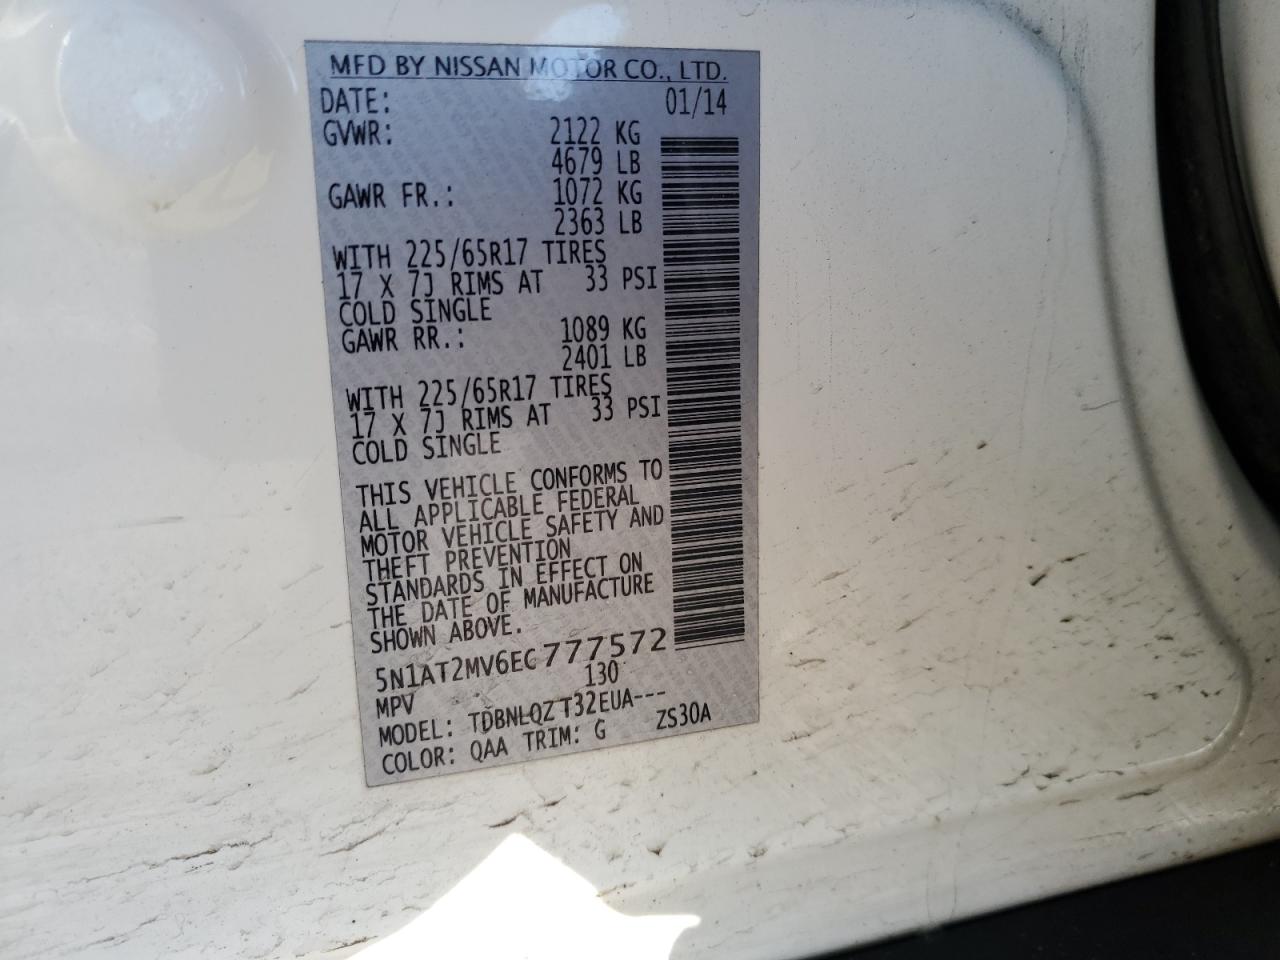 MFD BY NISSAN MOTOR CO., LTD.
DATE: 01/14
GVWR: 2122 KG
4679 LB
GAWR FR.: 1072 KG
2363 LB
WITH 225/65R17 TIRES
17 X 7J RIMS AT 33 PSI
COLD SINGLE
GAWR RR.: 1089 KG
2401 LB
WITH 225/65R17 TIRES
17 X 7J RIMS AT 33 PSI
COLD SINGLE
THIS VEHICLE CONFORMS TO
ALL APPLICABLE FEDERAL
MOTOR VEHICLE SAFETY AND
THEFT PREVENTION
STANDARDS IN EFFECT ON
THE DATE OF MANUFACTURE
SHOWN ABOVE.
5N1AT2MV6EC777572
MPV 130
MODEL: TDBNLQZT32EUA---
COLOR: QAA TRIM: G ZS30A